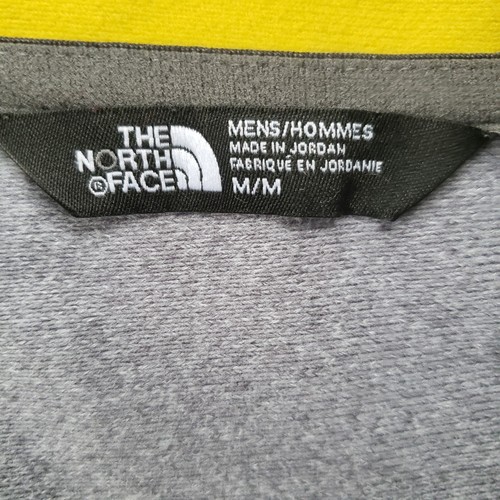 THE
NORTH
® FACE
MENS/HOMMES
MADE IN JORDAN
FABRIQUÉ EN JORDANIE
M/M